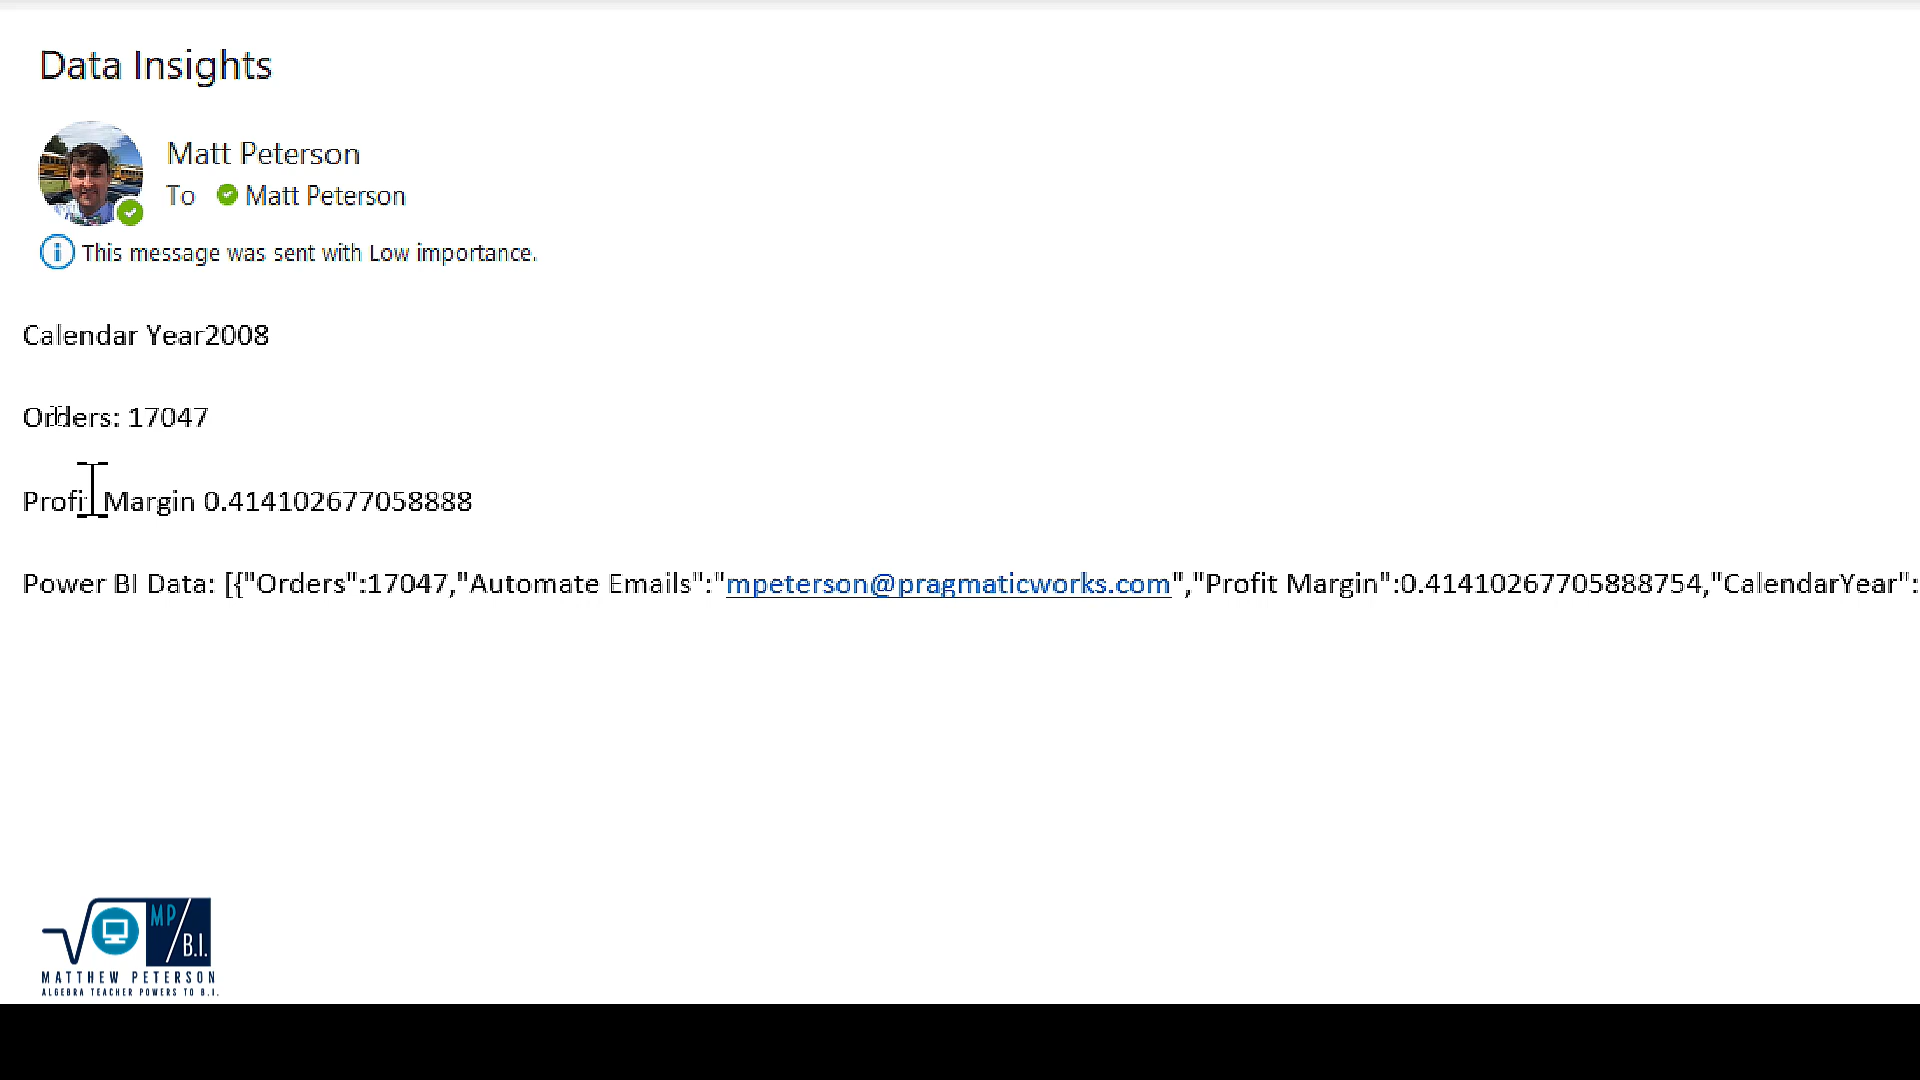 Data Insights
Matt Peterson
To Matt Peterson
This message was sent with Low importance.
Calendar Year2008
Orders: 17047
Profit Margin 0.414102677058888
Power BI Data: [{"Orders":17047,"Automate Emails":"mpeterson@pragmaticworks.com","Profit Margin":0.41410267705888754,"CalendarYear":
MP
B.I.
MATTHEW PETERSON
ALGEBRA TEACHER POWERS TO B.I.